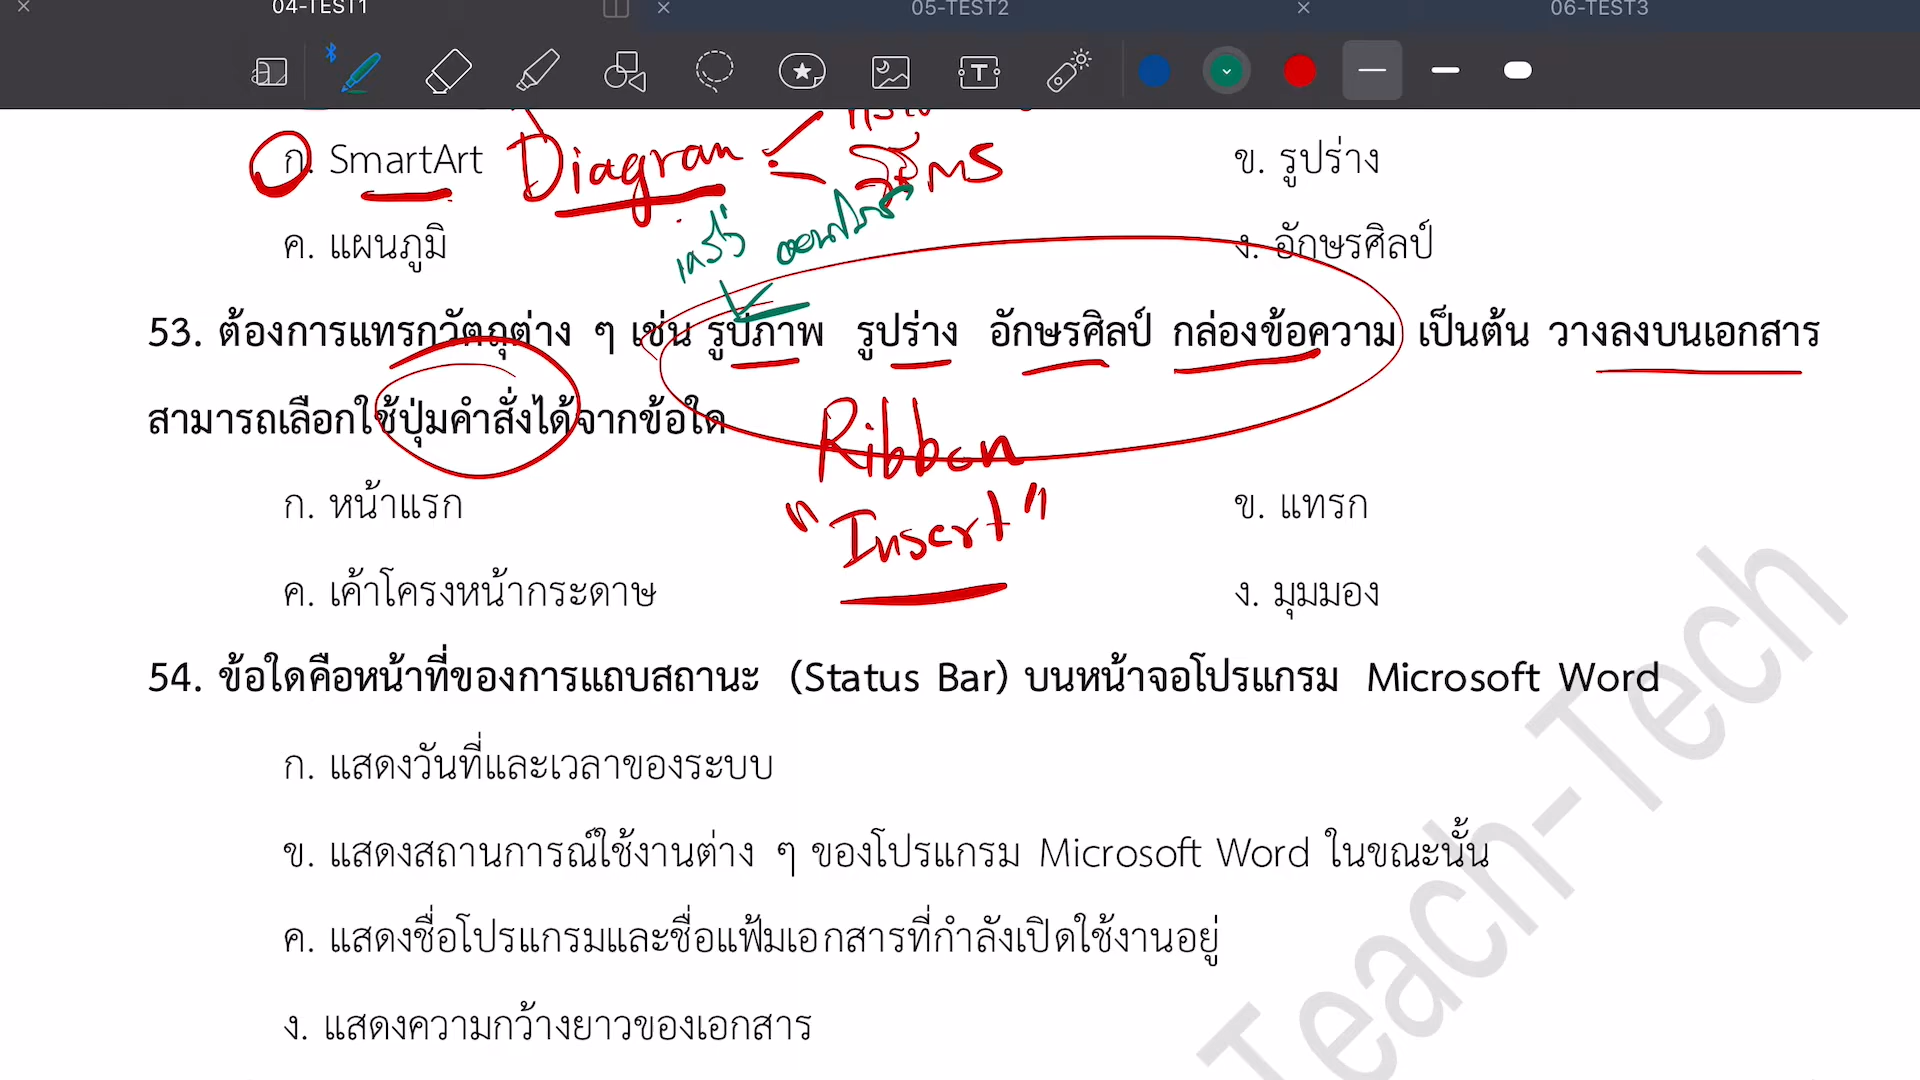 04-TEST1 05-TEST2 06-TEST3
ก. SmartArt Diagram ข. รูปร่าง
ค. แผนภูมิ ง. อักษรศิลป์
53. ต้องการแทรกวัตถุต่าง ๆ เช่น รูปภาพ รูปร่าง อักษรศิลป์ กล่องข้อความ เป็นต้น วางลงบนเอกสาร
สามารถเลือกใช้ปุ่มคำสั่งได้จากข้อใด
Ribbon
ก. หน้าแรก "Insert" ข. แทรก
ค. เค้าโครงหน้ากระดาษ ง. มุมมอง
54. ข้อใดคือหน้าที่ของการแถบสถานะ (Status Bar) บนหน้าจอโปรแกรม Microsoft Word
ก. แสดงวันที่และเวลาของระบบ
ข. แสดงสถานการณ์ใช้งานต่าง ๆ ของโปรแกรม Microsoft Word ในขณะนั้น
ค. แสดงชื่อโปรแกรมและชื่อแฟ้มเอกสารที่กำลังเปิดใช้งานอยู่
ง. แสดงความกว้างยาวของเอกสาร
Teach-Tech